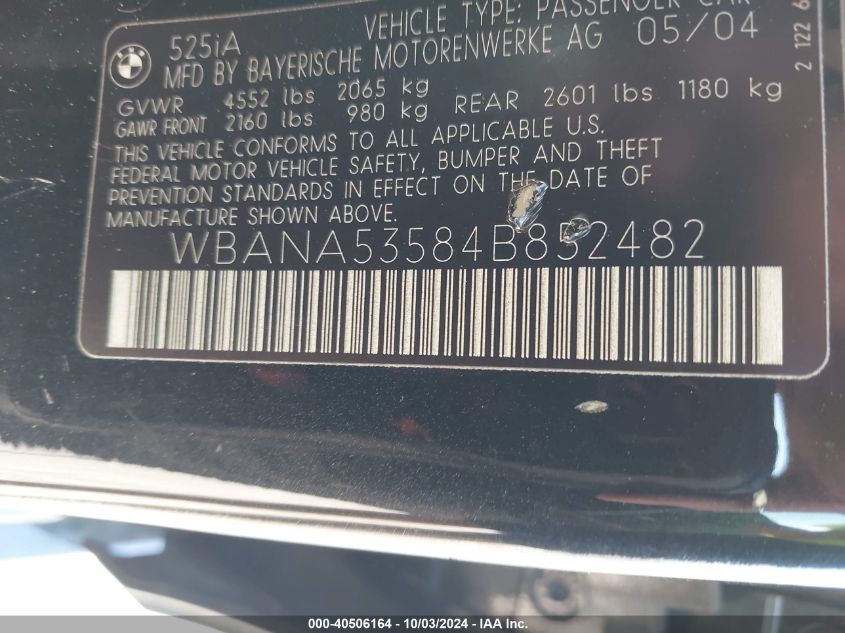 VEHICLE TYPE: PASSENGER CAR
525iA
MFD BY BAYERISCHE MOTORENWERKE AG 05/04
GVWR 4552 lbs 2065 kg
GAWR FRONT 2160 lbs 980 kg REAR 2601 lbs 1180 kg
THIS VEHICLE CONFORMS TO ALL APPLICABLE U.S.
FEDERAL MOTOR VEHICLE SAFETY, BUMPER AND THEFT
PREVENTION STANDARDS IN EFFECT ON THE DATE OF
MANUFACTURE SHOWN ABOVE.
WBANA53584B852482
2 122 6
000-40506164 - 10/03/2024 - IAA Inc.